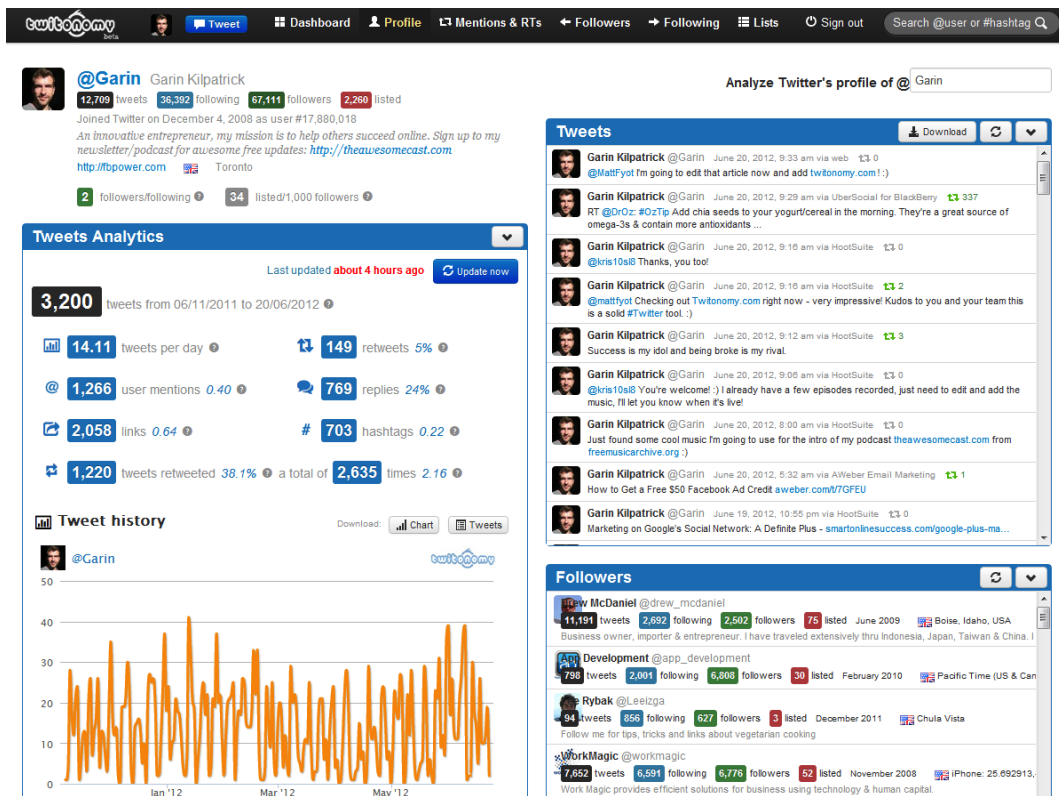 twitonomy
beta
Tweet
Dashboard
Profile
Mentions & RTs
Followers
Following
Lists
Sign out
Search @user or #hashtag
@Garin Garin Kilpatrick
12,709 tweets 36,392 following 67,111 followers 2,260 listed
Joined Twitter on December 4, 2008 as user #17,880,018
An innovative entrepreneur, my mission is to help others succeed online. Sign up to my
newsletter/podcast for awesome free updates: http://theawesomecast.com
http://fbpower.com Toronto
2 followers/following ? 34 listed/1,000 followers ?
Analyze Twitter's profile of @ Garin
Tweets Analytics
Last updated about 4 hours ago Update now
3,200 tweets from 06/11/2011 to 20/06/2012 ?
14.11 tweets per day ? 149 retweets 5% ?
@ 1,266 user mentions 0.40 ? 769 replies 24% ?
2,058 links 0.64 ? # 703 hashtags 0.22 ?
1,220 tweets retweeted 38.1% ? a total of 2,635 times 2.16 ?
Tweet history Download: Chart Tweets
@Garin twitonomy
50
40
30
20
10
0
Jan '12 Mar '12 May '12
Tweets Download
Garin Kilpatrick @Garin June 20, 2012, 9:33 am via web 0
@MattFyot I'm going to edit that article now and add twitonomy.com ! :)
Garin Kilpatrick @Garin June 20, 2012, 9:29 am via UberSocial for BlackBerry 337
RT @DrOz: #OzTip Add chia seeds to your yogurt/cereal in the morning. They're a great source of
omega-3s & contain more antioxidants ...
Garin Kilpatrick @Garin June 20, 2012, 9:16 am via HootSuite 0
@kris10sl8 Thanks, you too!
Garin Kilpatrick @Garin June 20, 2012, 9:16 am via HootSuite 2
@mattfyot Checking out Twitonomy.com right now - very impressive! Kudos to you and your team this
is a solid #Twitter tool. :)
Garin Kilpatrick @Garin June 20, 2012, 9:12 am via HootSuite 3
Success is my idol and being broke is my rival.
Garin Kilpatrick @Garin June 20, 2012, 9:06 am via HootSuite 0
@kris10sl8 You're welcome! :) I already have a few episodes recorded, just need to edit and add the
music, I'll let you know when it's live!
Garin Kilpatrick @Garin June 20, 2012, 8:00 am via HootSuite 0
Just found some cool music I'm going to use for the intro of my podcast theawesomecast.com from
freemusicarchive.org :)
Garin Kilpatrick @Garin June 20, 2012, 5:32 am via AWeber Email Marketing 1
How to Get a Free $50 Facebook Ad Credit aweber.com/t/7GFEU
Garin Kilpatrick @Garin June 19, 2012, 10:55 pm via HootSuite 0
Marketing on Google's Social Network: A Definite Plus - smartonlinesuccess.com/google-plus-ma...
Followers
Drew McDaniel @drew_mcdaniel
11,191 tweets 2,692 following 2,502 followers 75 listed June 2009 Boise, Idaho, USA
Business owner, importer & entrepreneur. I have traveled extensively thru Indonesia, Japan, Taiwan & China. I
App Development @app_development
798 tweets 2,001 following 6,808 followers 30 listed February 2010 Pacific Time (US & Can
Rybak @Leeizga
94 tweets 856 following 627 followers 3 listed December 2011 Chula Vista
Follow me for tips, tricks and links about vegetarian cooking
WorkMagic @workmagic
7,652 tweets 6,591 following 6,776 followers 52 listed November 2008 iPhone: 25.692913,
Work Magic provides efficient solutions for business using technology & human capital.